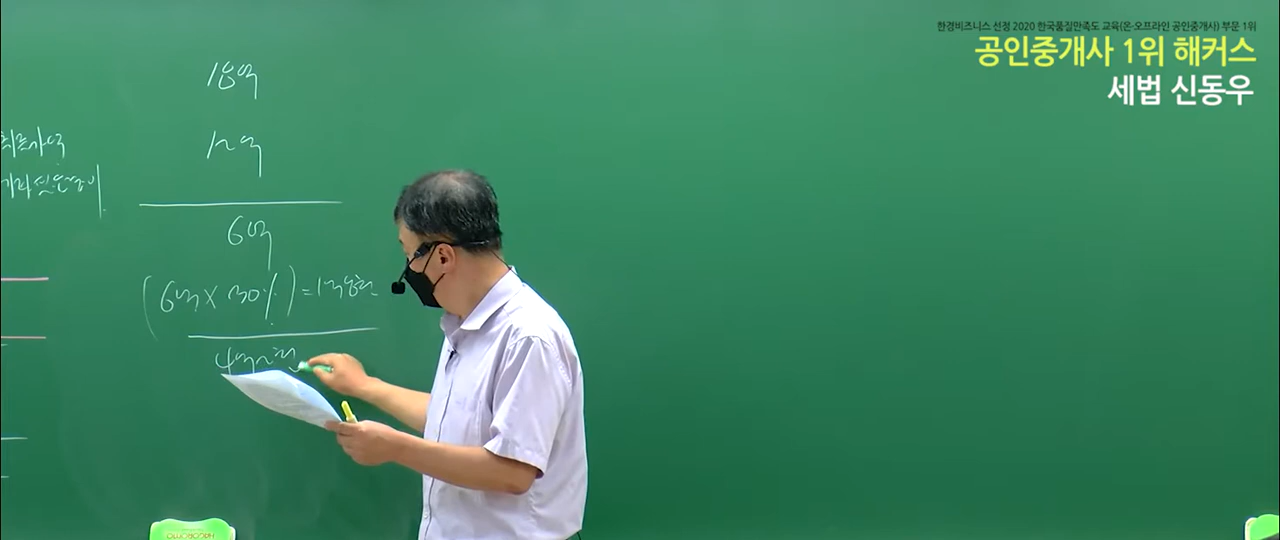 한경비즈니스 선정 2020 한국품질만족도 교육(온·오프라인 공인중개사) 부문 1위
공인중개사 1위 해커스
세법 신동우
18억
12억
6억
(6억 X 30%) = 1억8천
4억2천
HAGOROMO